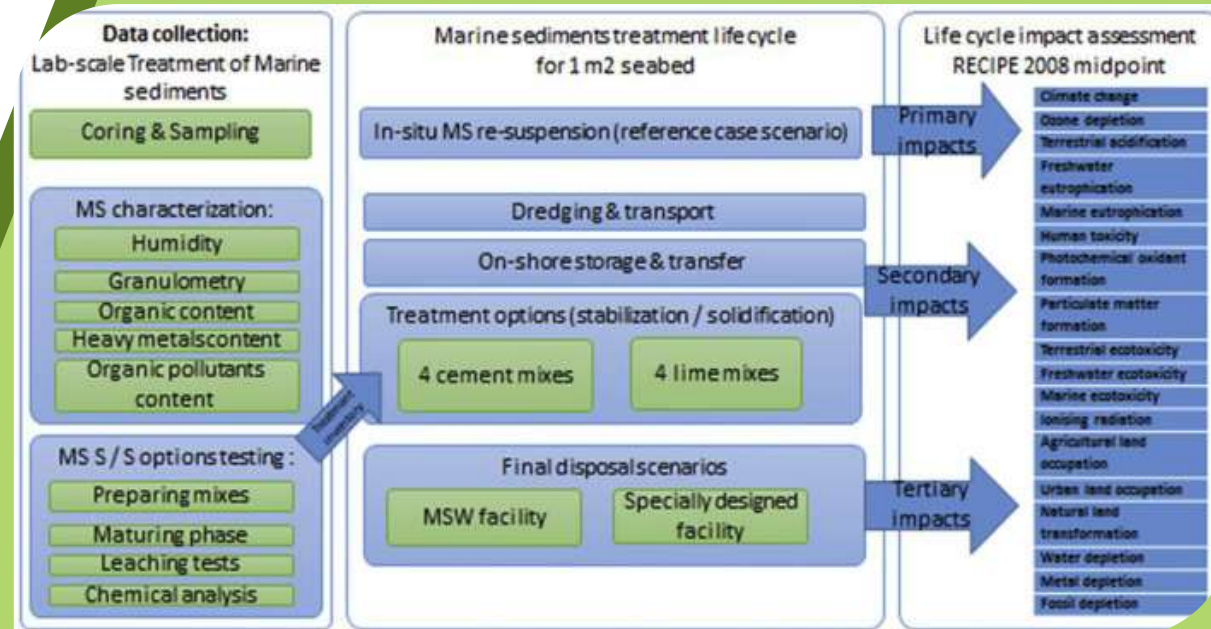 Data collection:
Lab-scale Treatment of Marine
sediments
Coring & Sampling
MS characterization:
Humidity
Granulometry
Organic content
Heavy metalscontent
Organic pollutants
content
MS S / S options testing :
Preparing mixes
Maturing phase
Leaching tests
Chemical analysis
Treatment
inventory
Marine sediments treatment life cycle
for 1 m2 seabed
In-situ MS re-suspension (reference case scenario)
Dredging & transport
On-shore storage & transfer
Treatment options (stabilization / solidification)
4 cement mixes
4 lime mixes
Final disposal scenarios
MSW facility
Specially designed
facility
Primary
impacts
Secondary
impacts
Tertiary
impacts
Life cycle impact assessment
RECIPE 2008 midpoint
Climate change
Ozone depletion
Terrestrial acidification
Freshwater
eutrophication
Marine eutrophication
Human toxicity
Photochemical oxidant
formation
Particulate matter
formation
Terrestrial ecotoxicity
Freshwater ecotoxicity
Marine ecotoxicity
Ionising radiation
Agricultural land
occupation
Urban land occupation
Natural land
transformation
Water depletion
Metal depletion
Fossil depletion